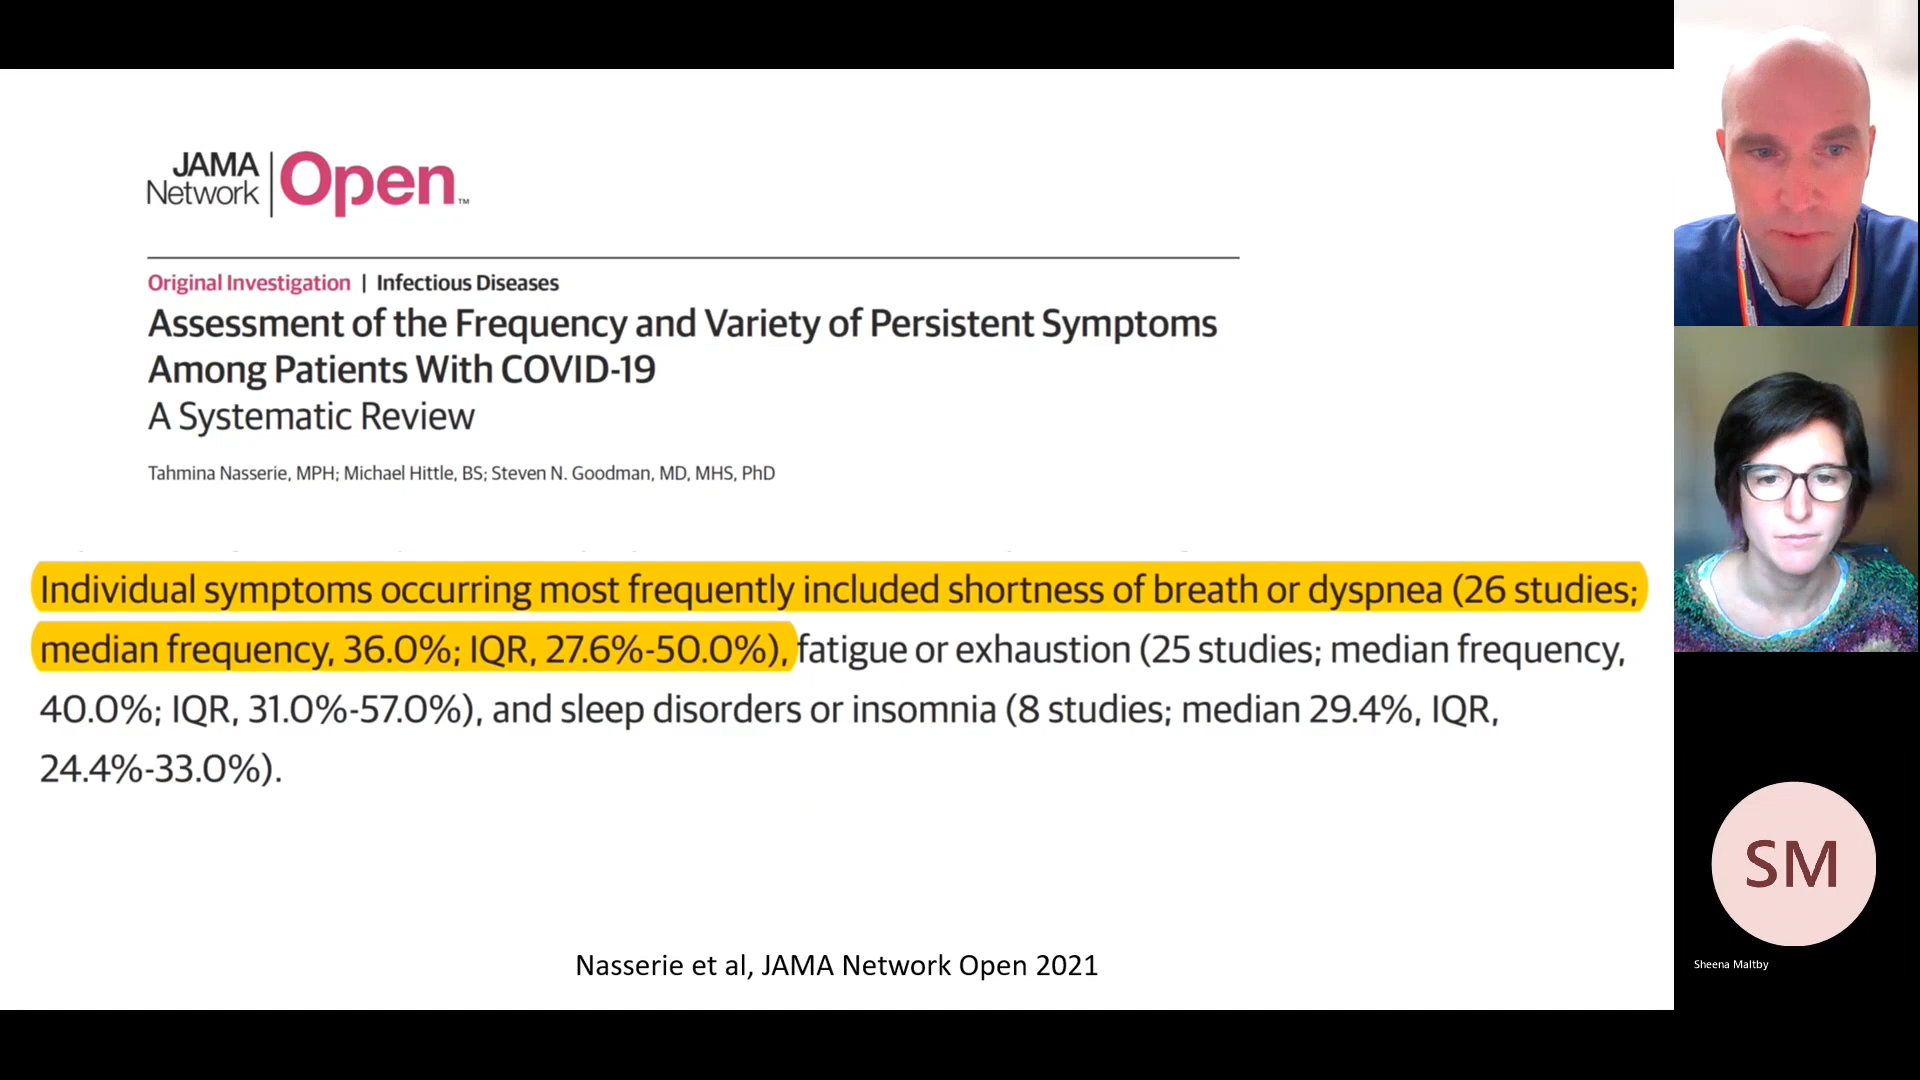 JAMA
Network
Open™
Original Investigation | Infectious Diseases
Assessment of the Frequency and Variety of Persistent Symptoms
Among Patients With COVID-19
A Systematic Review
Tahmina Nasserie, MPH; Michael Hittle, BS; Steven N. Goodman, MD, MHS, PhD
Individual symptoms occurring most frequently included shortness of breath or dyspnea (26 studies;
median frequency, 36.0%; IQR, 27.6%-50.0%), fatigue or exhaustion (25 studies; median frequency,
40.0%; IQR, 31.0%-57.0%), and sleep disorders or insomnia (8 studies; median 29.4%, IQR,
24.4%-33.0%).
Nasserie et al, JAMA Network Open 2021
SM
Sheena Maltby